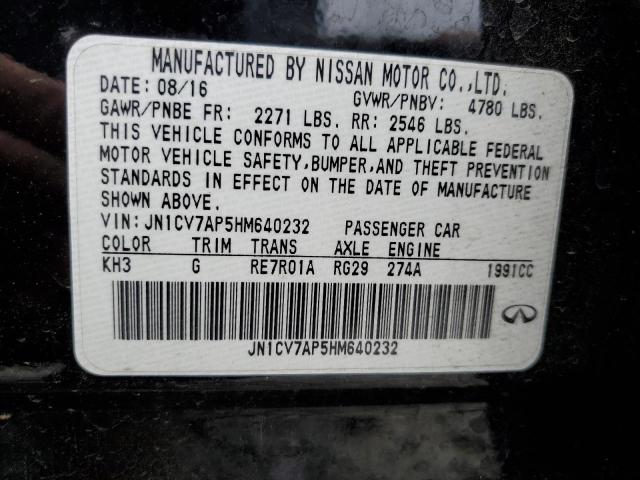 MANUFACTURED BY NISSAN MOTOR CO.,LTD.
DATE: 08/16 GVWR/PNBV: 4780 LBS.
GAWR/PNBE FR: 2271 LBS. RR: 2546 LBS.
THIS VEHICLE CONFORMS TO ALL APPLICABLE FEDERAL
MOTOR VEHICLE SAFETY,BUMPER,AND THEFT PREVENTION
STANDARDS IN EFFECT ON THE DATE OF MANUFACTURE
SHOWN ABOVE.
VIN:JN1CV7AP5HM640232 PASSENGER CAR
COLOR TRIM TRANS AXLE ENGINE
KH3 G RE7R01A RG29 274A 1991CC
JN1CV7AP5HM640232